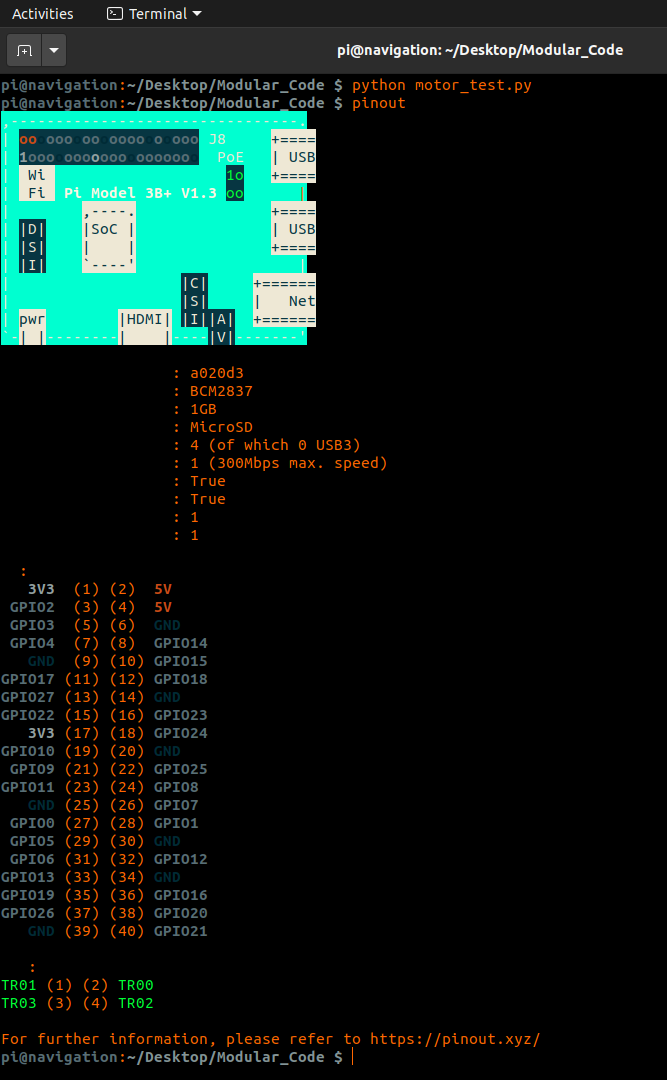 Activities Terminal
pi@navigation: ~/Desktop/Modular_Code
pi@navigation:~/Desktop/Modular_Code $ python motor_test.py
pi@navigation:~/Desktop/Modular_Code $ pinout
,--------------------------------.
| oo ooo oo oooo o ooo J8     +====
| 1ooo ooooooo oooooo   PoE   | USB
|  Wi                    1o   +====
|  Fi  Pi Model 3B+ V1.3 oo      |
|        ,----.               +====
| |D|    |SoC |               | USB
| |S|    |    |               +====
| |I|    `----'                  |
|                   |C|     +======
|                   |S|     |   Net
| pwr        |HDMI| |I||A|  +======
`-| |--------|    |----|V|-------'
: a020d3
: BCM2837
: 1GB
: MicroSD
: 4 (of which 0 USB3)
: 1 (300Mbps max. speed)
: True
: True
: 1
: 1
:
3V3 (1) (2) 5V
GPIO2 (3) (4) 5V
GPIO3 (5) (6) GND
GPIO4 (7) (8) GPIO14
GND (9) (10) GPIO15
GPIO17 (11) (12) GPIO18
GPIO27 (13) (14) GND
GPIO22 (15) (16) GPIO23
3V3 (17) (18) GPIO24
GPIO10 (19) (20) GND
GPIO9 (21) (22) GPIO25
GPIO11 (23) (24) GPIO8
GND (25) (26) GPIO7
GPIO0 (27) (28) GPIO1
GPIO5 (29) (30) GND
GPIO6 (31) (32) GPIO12
GPIO13 (33) (34) GND
GPIO19 (35) (36) GPIO16
GPIO26 (37) (38) GPIO20
GND (39) (40) GPIO21
:
TR01 (1) (2) TR00
TR03 (3) (4) TR02
For further information, please refer to https://pinout.xyz/
pi@navigation:~/Desktop/Modular_Code $